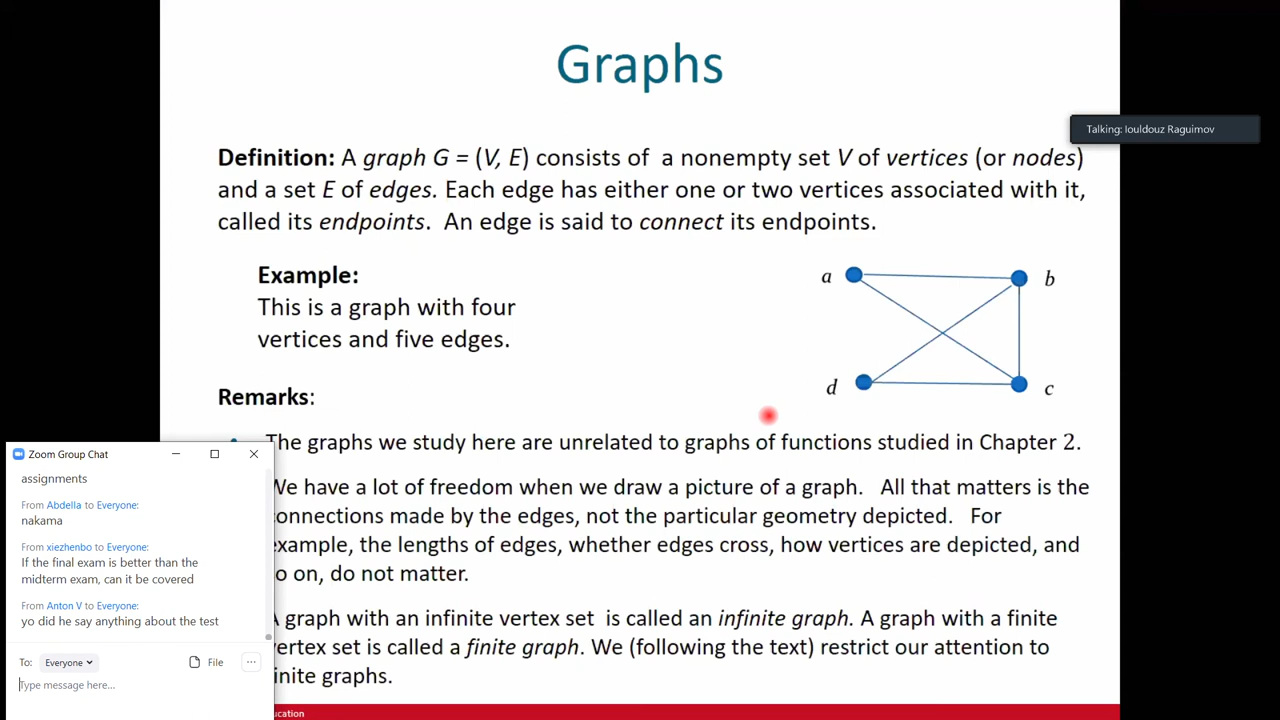 Graphs
Talking: Iouldouz Raguimov
Definition: A graph G = (V, E) consists of a nonempty set V of vertices (or nodes)
and a set E of edges. Each edge has either one or two vertices associated with it,
called its endpoints. An edge is said to connect its endpoints.
Example:
This is a graph with four
vertices and five edges.
a
b
d
c
Remarks:
The graphs we study here are unrelated to graphs of functions studied in Chapter 2.
We have a lot of freedom when we draw a picture of a graph. All that matters is the
connections made by the edges, not the particular geometry depicted. For
example, the lengths of edges, whether edges cross, how vertices are depicted, and
so on, do not matter.
A graph with an infinite vertex set is called an infinite graph. A graph with a finite
vertex set is called a finite graph. We (following the text) restrict our attention to
finite graphs.
ucation
Zoom Group Chat
assignments
From Abdella to Everyone:
nakama
From xiezhenbo to Everyone:
If the final exam is better than the
midterm exam, can it be covered
From Anton V to Everyone:
yo did he say anything about the test
To: Everyone File ...
Type message here...